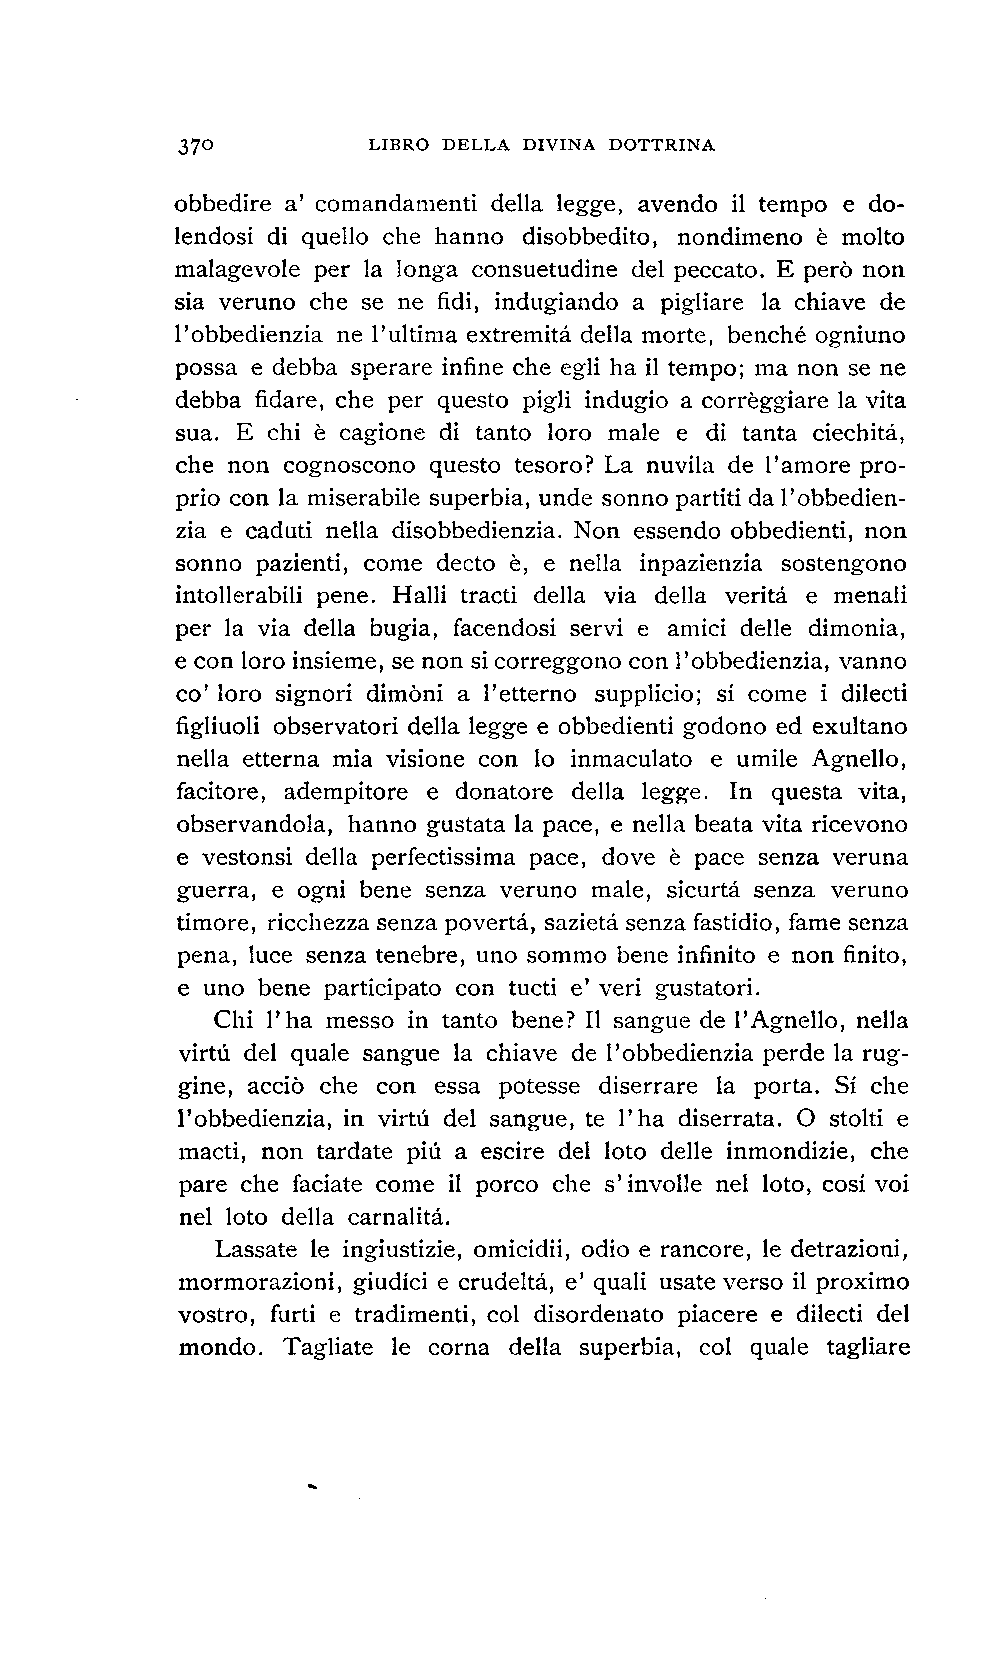 370 LIBRO DELLA DIVINA DOTTRINA
obbedire a' comandamenti della legge, avendo il tempo e do-
lendosi di quello che hanno disobbedito, nondimeno è molto
malagevole per la longa consuetudine del peccato. E però non
sia veruno che se ne fidi, indugiando a pigliare la chiave de
l'obbedienzia ne l'ultima extremitá della morte, benché ogniuno
possa e debba sperare infine che egli ha il tempo; ma non se ne
debba fidare, che per questo pigli indugio a corrèggiare la vita
sua. E chi è cagione di tanto loro male e di tanta ciechitá,
che non cognoscono questo tesoro? La nuvila de l'amore pro-
prio con la miserabile superbia, unde sonno partiti da l'obbedien-
zia e caduti nella disobbedienzia. Non essendo obbedienti, non
sonno pazienti, come decto è, e nella inpazienzia sostengono
intollerabili pene. Halli tracti della via della veritá e menali
per la via della bugia, facendosi servi e amici delle dimonia,
e con loro insieme, se non si correggono con l'obbedienzia, vanno
co' loro signori dimòni a l'etterno supplicio; sí come i dilecti
figliuoli observatori della legge e obbedienti godono ed exultano
nella etterna mia visione con lo inmaculato e umile Agnello,
facitore, adempitore e donatore della legge. In questa vita,
observandola, hanno gustata la pace, e nella beata vita ricevono
e vestonsi della perfectissima pace, dove è pace senza veruna
guerra, e ogni bene senza veruno male, sicurtá senza veruno
timore, ricchezza senza povertá, sazietá senza fastidio, fame senza
pena, luce senza tenebre, uno sommo bene infinito e non finito,
e uno bene participato con tucti e' veri gustatori.
Chi l'ha messo in tanto bene? Il sangue de l'Agnello, nella
virtú del quale sangue la chiave de l'obbedienzia perde la rug-
gine, acciò che con essa potesse diserrare la porta. Sí che
l'obbedienzia, in virtú del sangue, te l'ha diserrata. O stolti e
macti, non tardate piú a escire del loto delle inmondizie, che
pare che faciate come il porco che s'involle nel loto, cosí voi
nel loto della carnalitá.
Lassate le ingiustizie, omicidii, odio e rancore, le detrazioni,
mormorazioni, giudíci e crudeltá, e' quali usate verso il proximo
vostro, furti e tradimenti, col disordenato piacere e dilecti del
mondo. Tagliate le corna della superbia, col quale tagliare